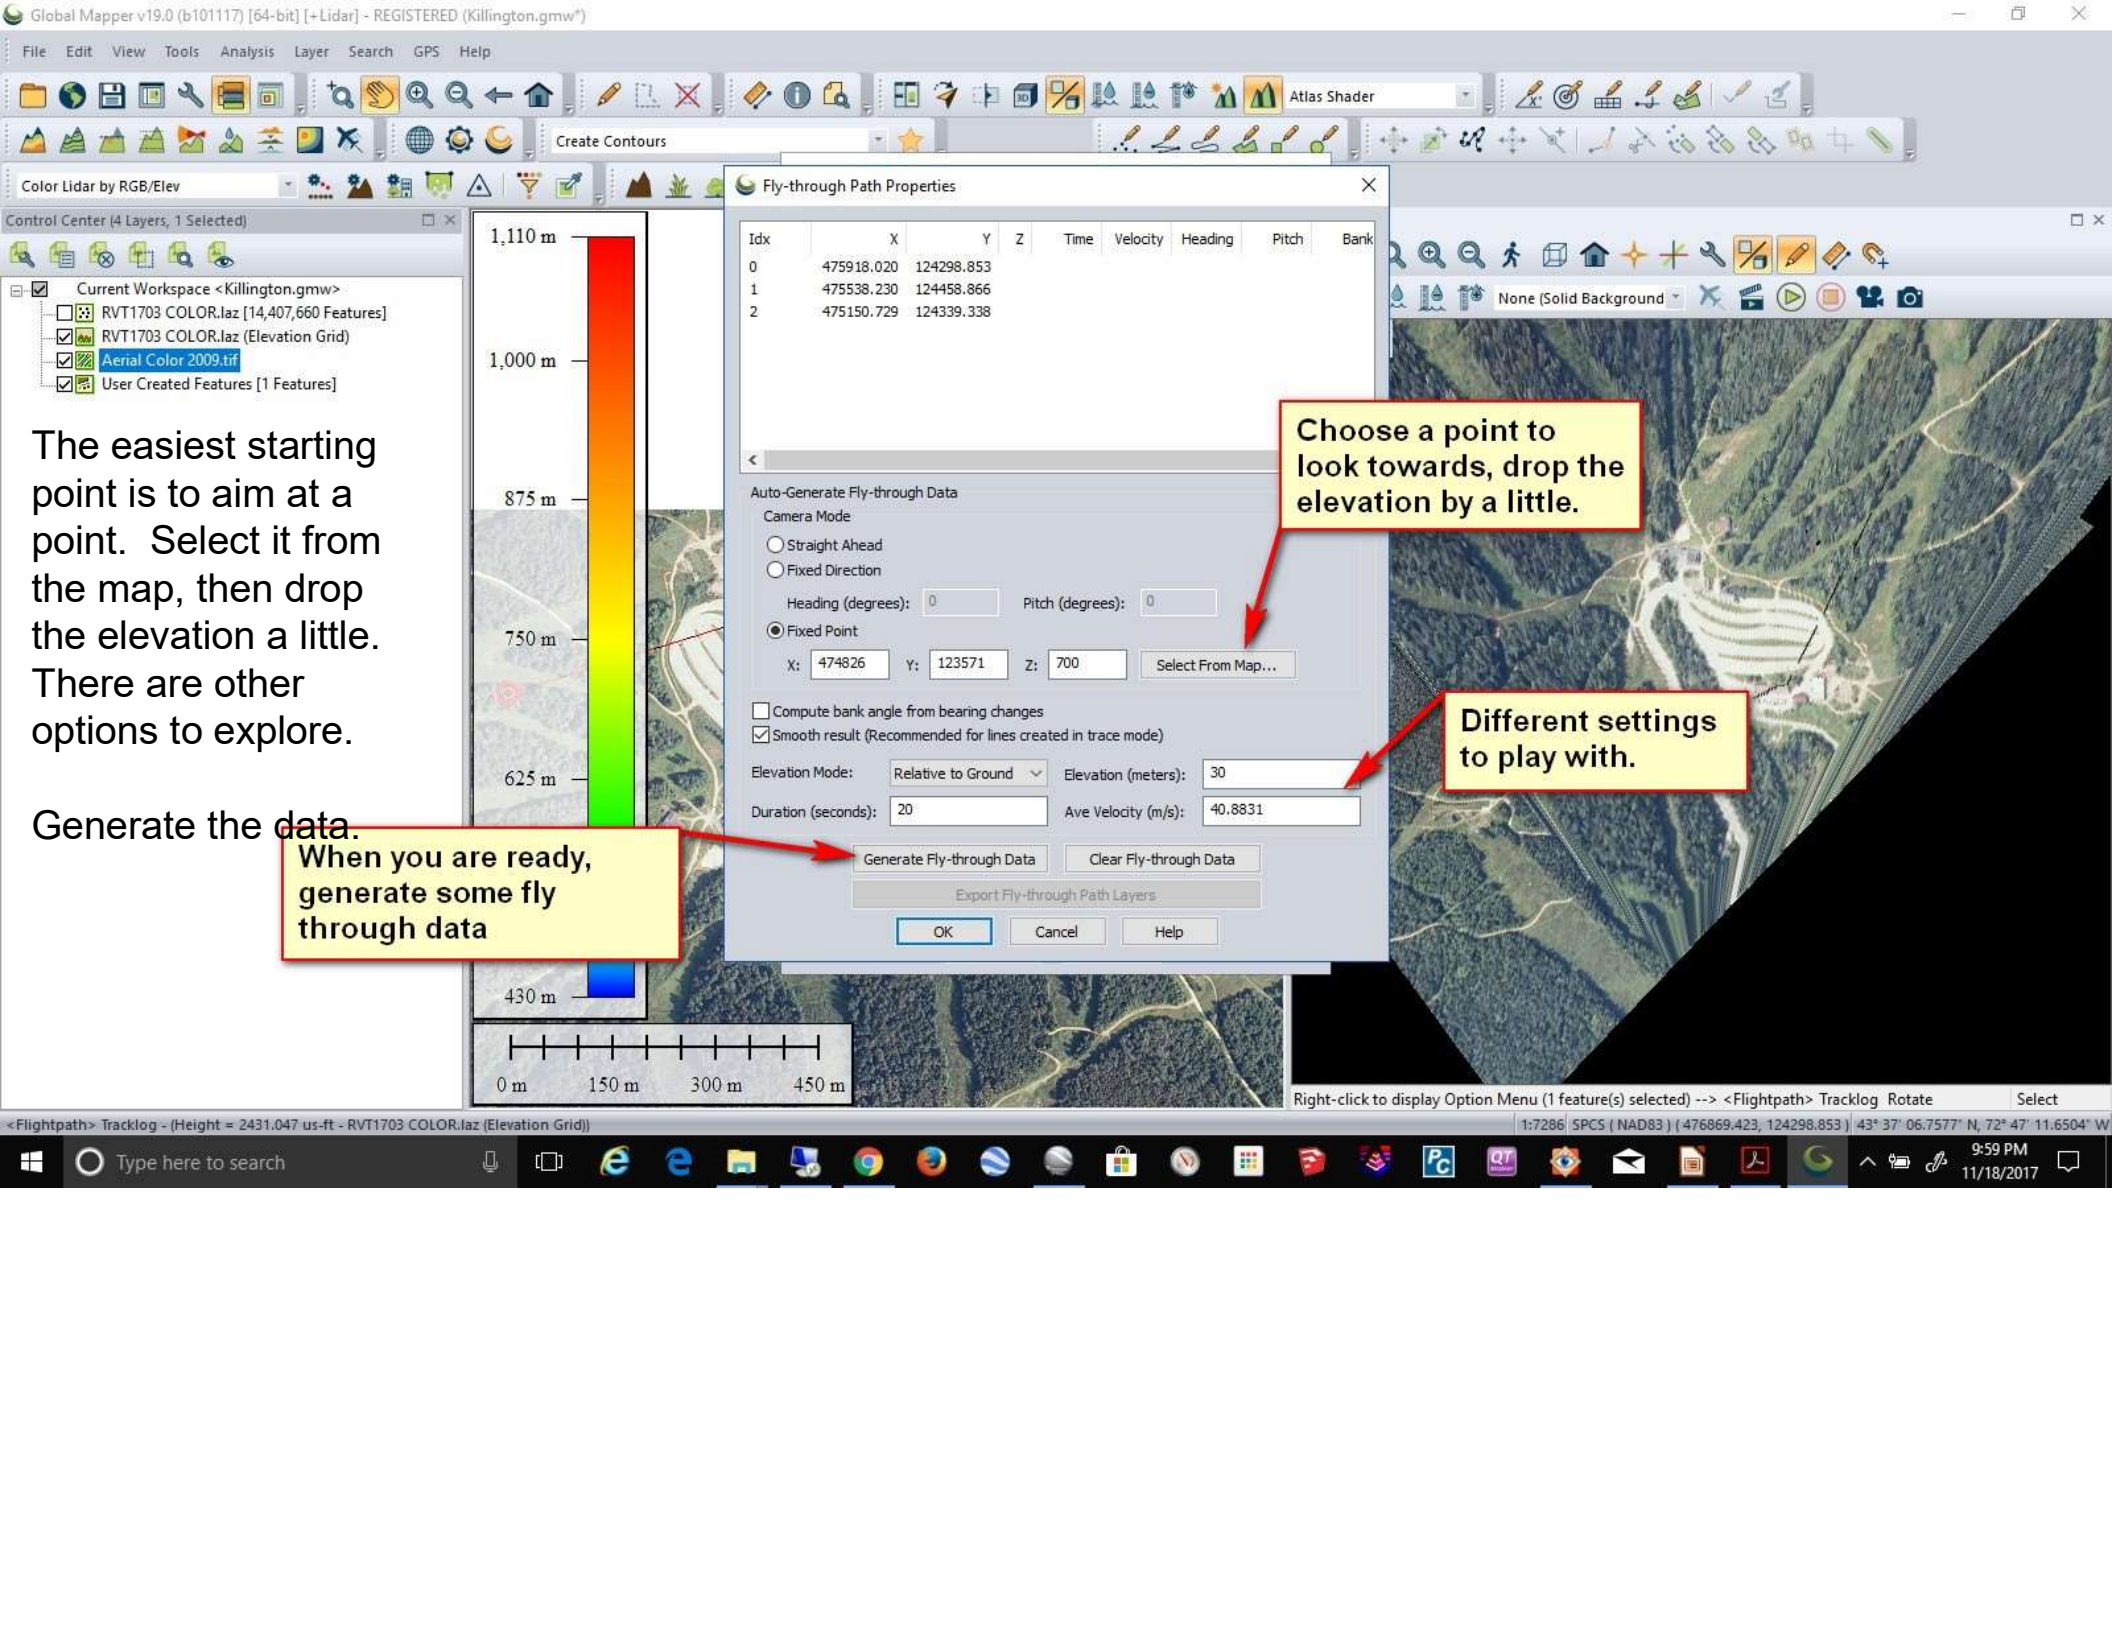 Global Mapper v19.0 (b101117) [64-bit] [+Lidar] - REGISTERED (Killington.gmw*)
File Edit View Tools Analysis Layer Search GPS Help
Atlas Shader
Create Contours
Color Lidar by RGB/Elev
Control Center (4 Layers, 1 Selected)
Current Workspace <Killington.gmw>
RVT1703 COLOR.laz [14,407,660 Features]
RVT1703 COLOR.laz (Elevation Grid)
Aerial Color 2009.tif
User Created Features [1 Features]
The easiest starting
point is to aim at a
point. Select it from
the map, then drop
the elevation a little.
There are other
options to explore.
Generate the data.
When you are ready,
generate some fly
through data
1,110 m
1,000 m
875 m
750 m
625 m
430 m
0 m 150 m 300 m 450 m
Fly-through Path Properties
Idx X Y Z Time Velocity Heading Pitch Bank
0 475918.020 124298.853
1 475538.230 124458.866
2 475150.729 124339.338
Auto-Generate Fly-through Data
Camera Mode
Straight Ahead
Fixed Direction
Heading (degrees): 0 Pitch (degrees): 0
Fixed Point
X: 474826 Y: 123571 Z: 700 Select From Map...
Compute bank angle from bearing changes
Smooth result (Recommended for lines created in trace mode)
Elevation Mode: Relative to Ground Elevation (meters): 30
Duration (seconds): 20 Ave Velocity (m/s): 40.8831
Generate Fly-through Data Clear Fly-through Data
Export Fly-through Path Layers
OK Cancel Help
Choose a point to
look towards, drop the
elevation by a little.
Different settings
to play with.
None (Solid Background
Right-click to display Option Menu (1 feature(s) selected) --> <Flightpath> Tracklog Rotate Select
<Flightpath> Tracklog - (Height = 2431.047 us-ft - RVT1703 COLOR.laz (Elevation Grid))
1:7286 SPCS ( NAD83 ) ( 476869.423, 124298.853 ) 43° 37' 06.7577" N, 72° 47' 11.6504" W
Type here to search
9:59 PM
11/18/2017